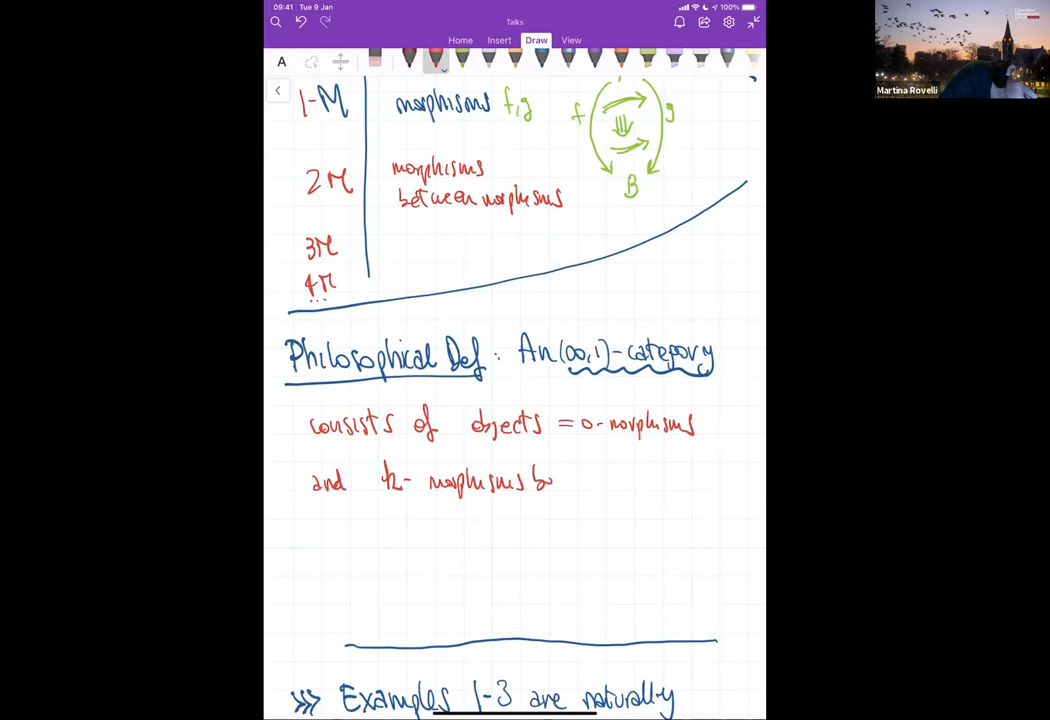 09:41 Tue 9 Jan
100%
Talks
Home Insert Draw View
A
Martina Rovelli
1-M morphisms f,g
f g
B
2M morphisms
between morphisms
3M
4M
...
Philosophical Def: An (∞,1)-category
consists of objects = 0-morphisms
and k-morphisms b
>>> Examples 1-3 are naturally